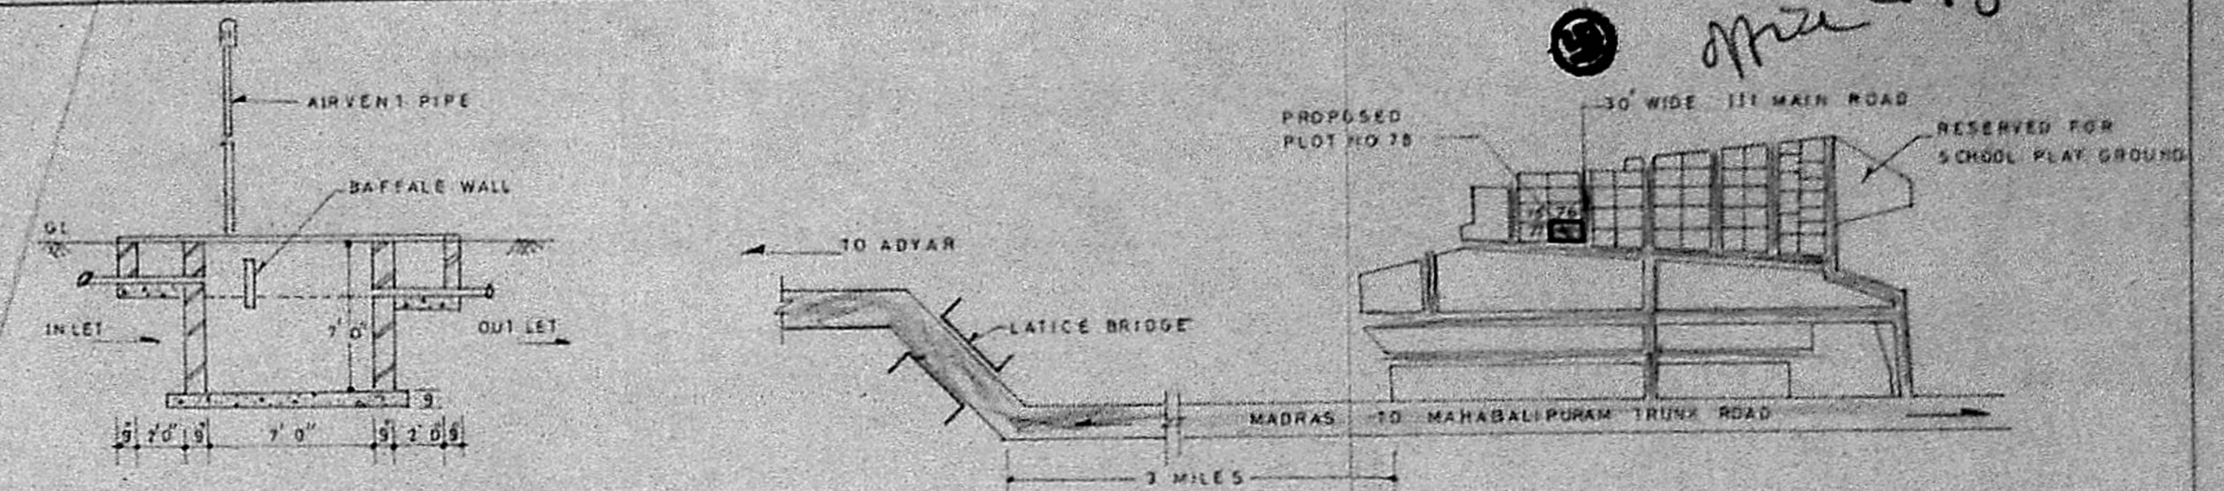 office
AIRVENT PIPE
BAFFALE WALL
GL
INLET
7' 0"
OUT LET
9
9" 2'0" 9" 7' 0" 9" 2' 0" 9"
TO ADYAR
LATICE BRIDGE
PROPOSED
PLOT NO 78
30' WIDE III MAIN ROAD
RESERVED FOR
SCHOOL PLAY GROUND
76
MADRAS TO MAHABALIPURAM TRUNK ROAD
3 MILES